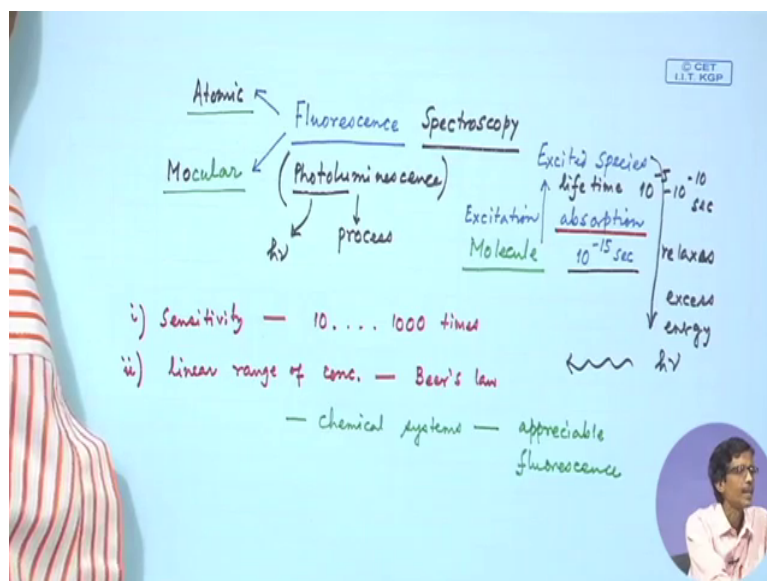 © CET
I.I.T. KGP
Atomic
Fluorescence Spectroscopy
Mocular
(Photoluminescence)
hν
process
Excited Species
life time 10⁻⁵-10⁻¹⁰ sec
Excitation
absorption
Molecule
10⁻¹⁵ sec
relaxes
excess
enrgy
hν
i) Sensitivity — 10.... 1000 times
ii) linear range of conc. — Beer's law
— chemical systems — appreciable
fluorescence